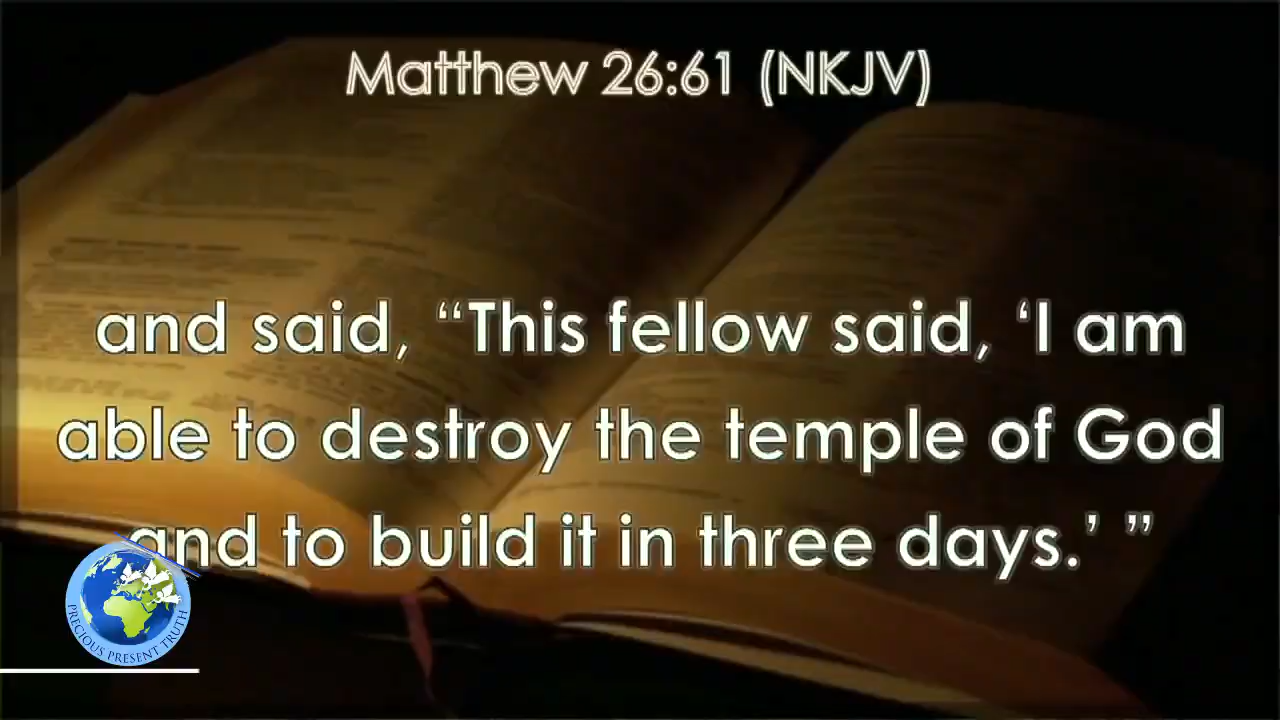 Matthew 26:61 (NKJV)
and said, “This fellow said, ‘I am
able to destroy the temple of God
and to build it in three days.’ ”
PRECIOUS PRESENT TRUTH